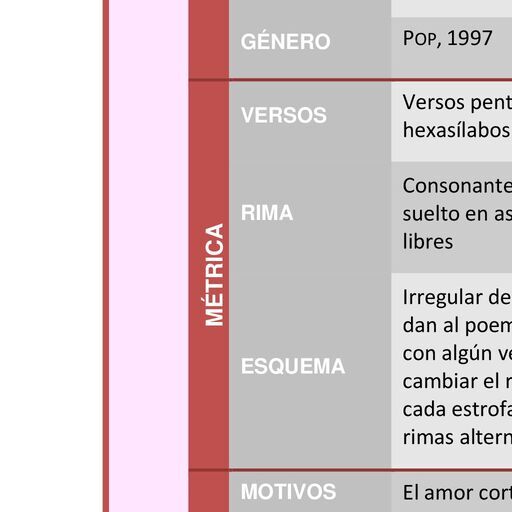 GÉNERO
POP, 1997
VERSOS
Versos pent
hexasílabos
RIMA
Consonante
suelto en as
libres
MÉTRICA
ESQUEMA
Irregular de
dan al poem
con algún ve
cambiar el r
cada estrofa
rimas altern
MOTIVOS
El amor cort